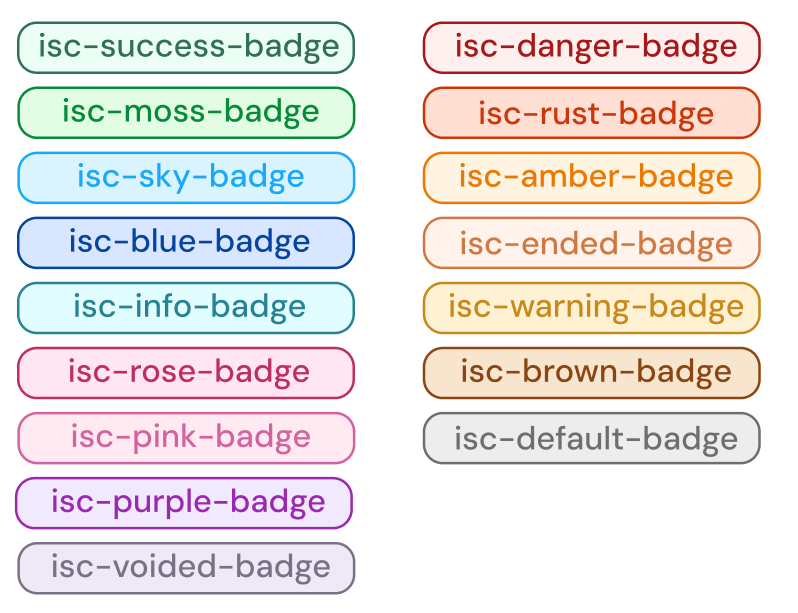 isc-success-badge
isc-moss-badge
isc-sky-badge
isc-blue-badge
isc-info-badge
isc-rose-badge
isc-pink-badge
isc-purple-badge
isc-voided-badge
isc-danger-badge
isc-rust-badge
isc-amber-badge
isc-ended-badge
isc-warning-badge
isc-brown-badge
isc-default-badge